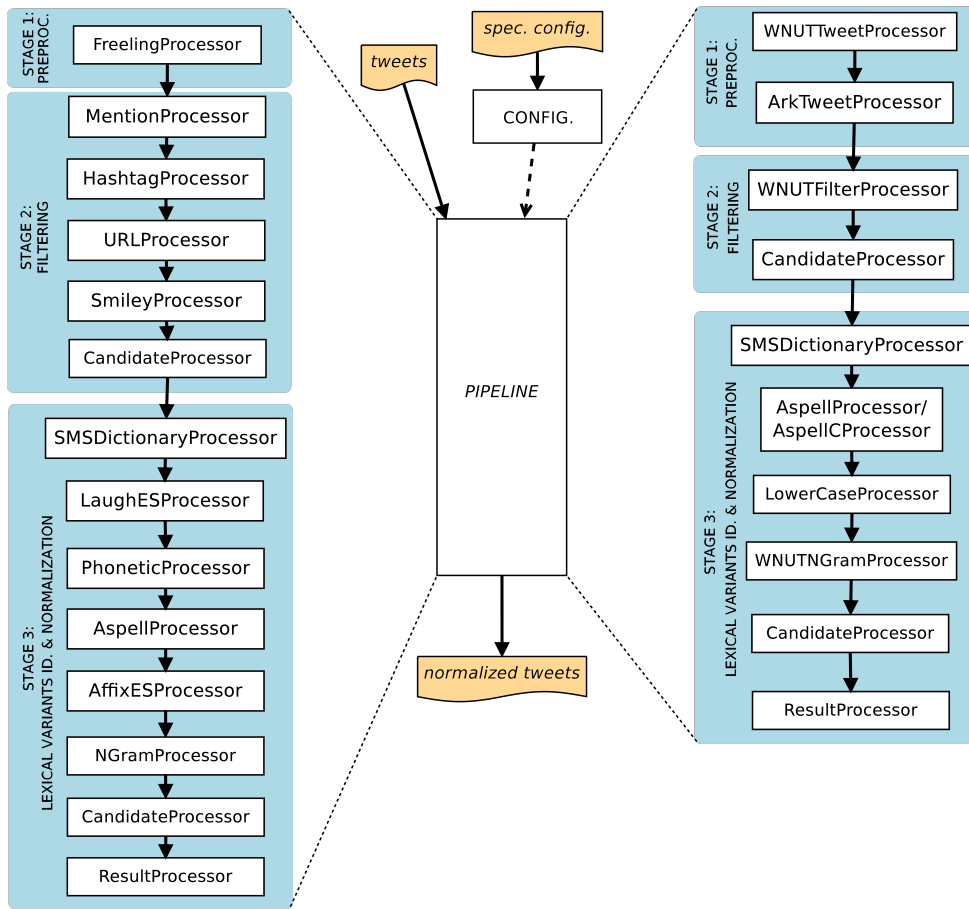 STAGE 1:
PREPROC.
FreelingProcessor
STAGE 2:
FILTERING
MentionProcessor
HashtagProcessor
URLProcessor
SmileyProcessor
CandidateProcessor
STAGE 3:
LEXICAL VARIANTS ID. & NORMALIZATION
SMSDictionaryProcessor
LaughESProcessor
PhoneticProcessor
AspellProcessor
AffixESProcessor
NGramProcessor
CandidateProcessor
ResultProcessor
tweets
spec. config.
CONFIG.
PIPELINE
normalized tweets
STAGE 1:
PREPROC.
WNUTTweetProcessor
ArkTweetProcessor
STAGE 2:
FILTERING
WNUTFilterProcessor
CandidateProcessor
STAGE 3:
LEXICAL VARIANTS ID. & NORMALIZATION
SMSDictionaryProcessor
AspellProcessor/
AspellCProcessor
LowerCaseProcessor
WNUTNGramProcessor
CandidateProcessor
ResultProcessor